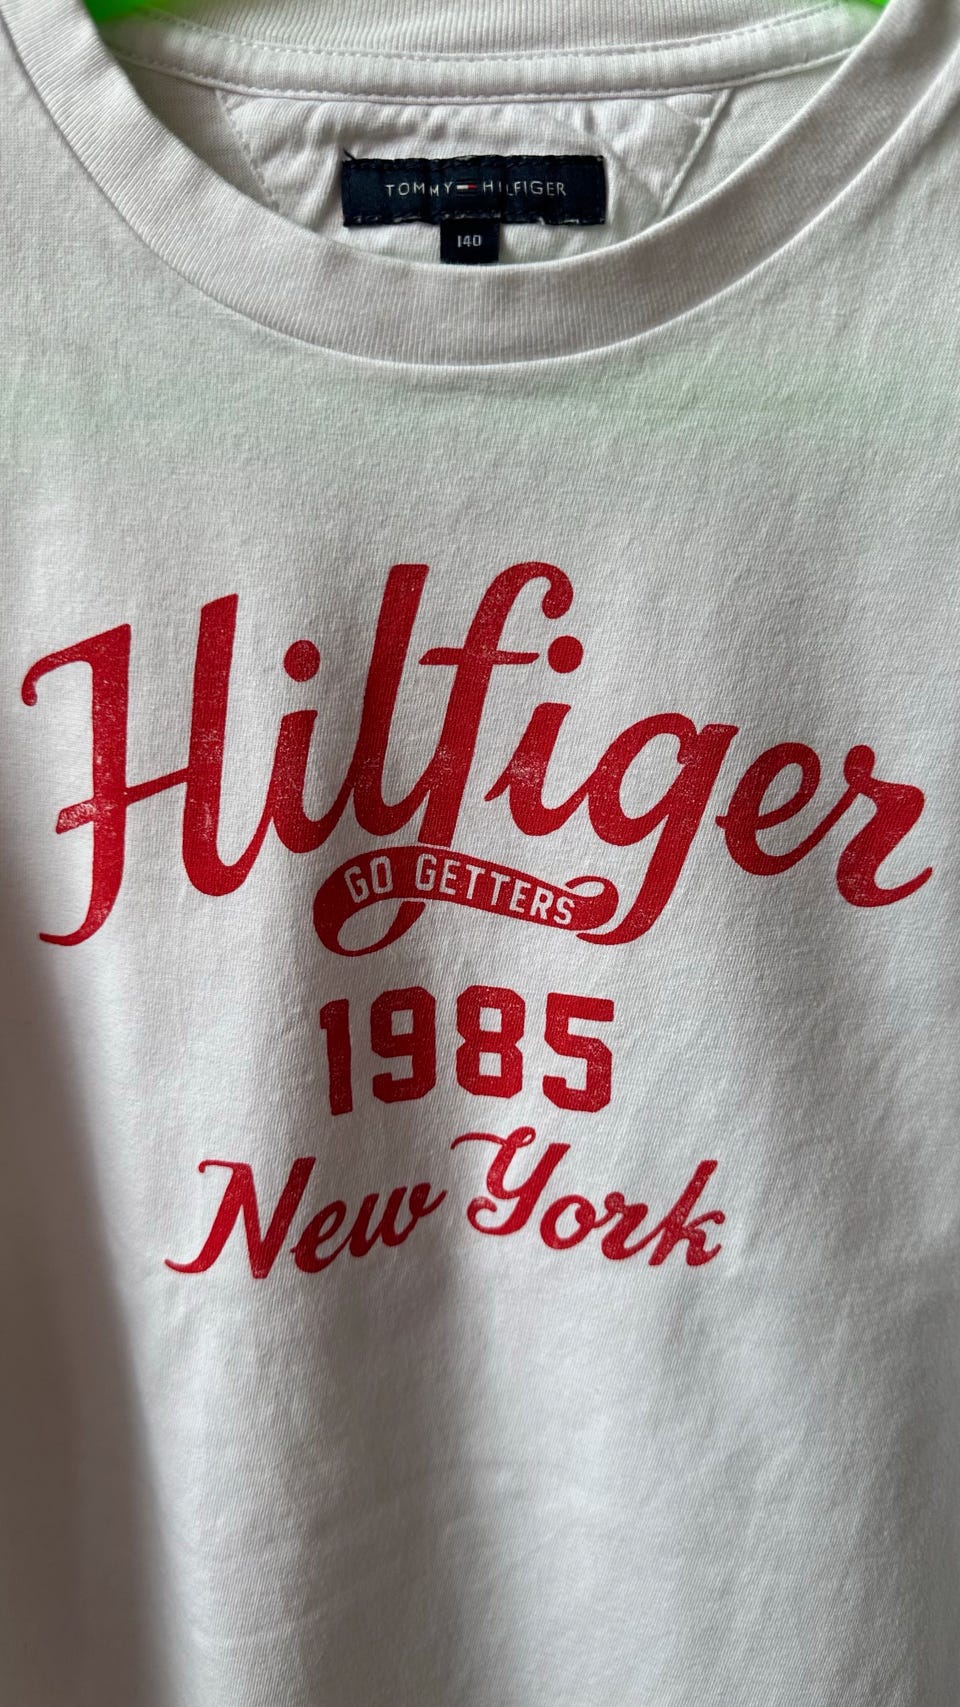 TOMMY HILFIGER
140
Hilfiger
GO GETTERS
1985
New York